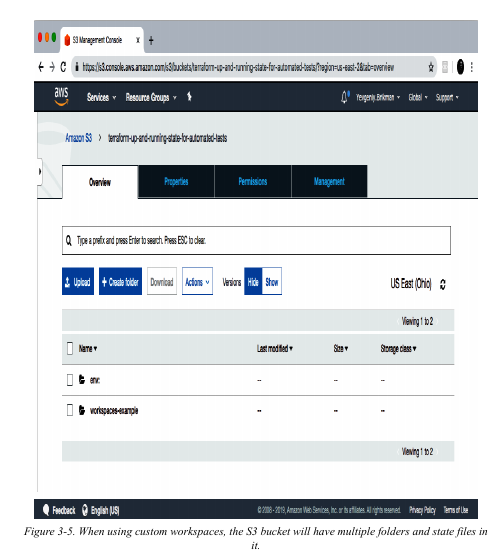 S3 Management Console x +
https://s3.console.aws.amazon.com/s3/buckets/terraform-up-and-running-state-for-automated-tests/?region=us-east-2&tab=overview
aws Services Resource Groups Yevgeniy.Brikman Global Support
Amazon S3 > terraform-up-and-running-state-for-automated-tests
Overview Properties Permissions Management
Type a prefix and press Enter to search. Press ESC to clear.
Upload + Create folder Download Actions Versions Hide Show US East (Ohio)
Viewing 1 to 2
Name Last modified Size Storage class
env: -- -- --
workspaces-example -- -- --
Viewing 1 to 2
Feedback English (US) © 2008 - 2019, Amazon Web Services, Inc. or its affiliates. All rights reserved. Privacy Policy Terms of Use
Figure 3-5. When using custom workspaces, the S3 bucket will have multiple folders and state files in
it.